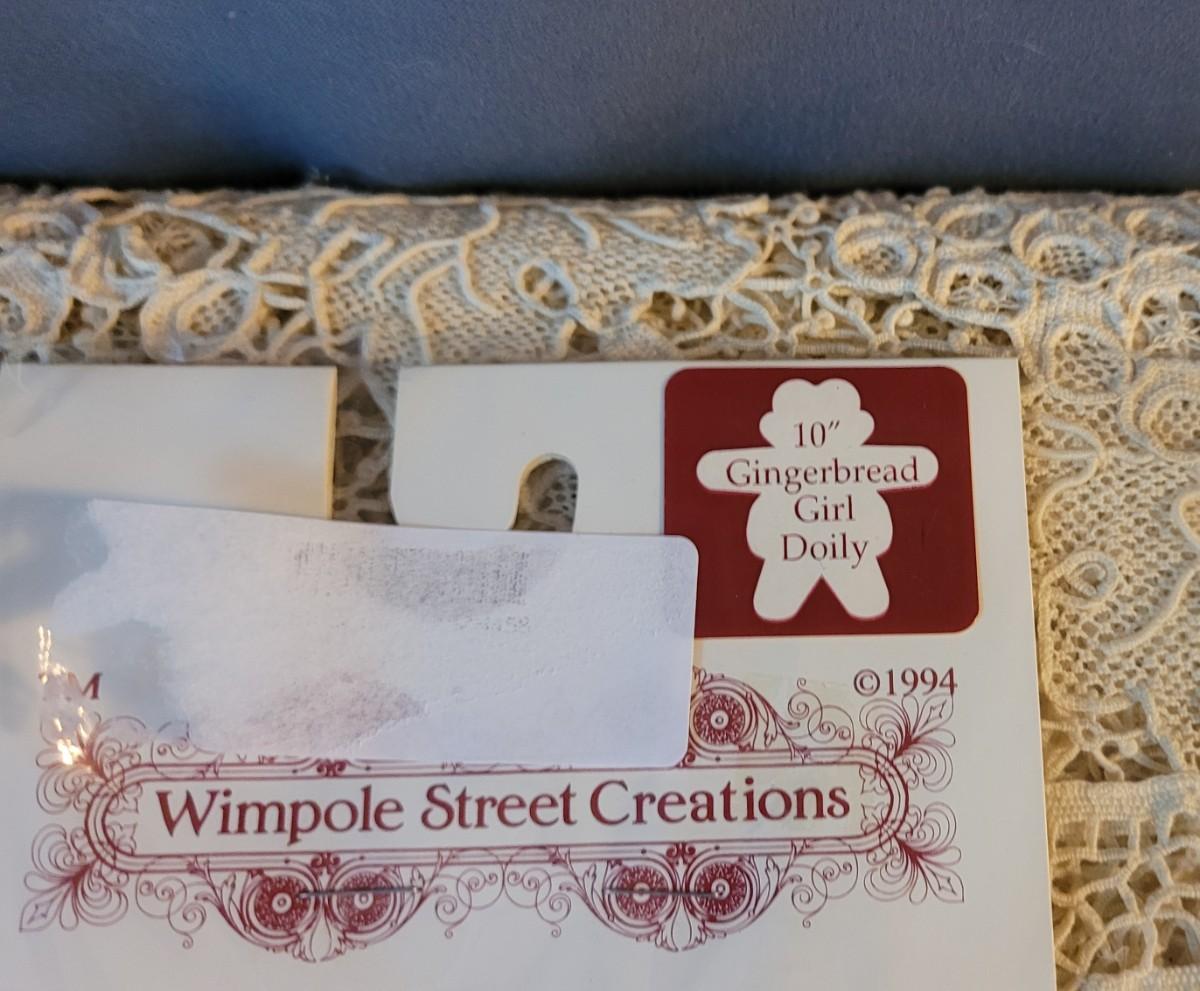 10"
Gingerbread
Girl
Doily
©1994
Wimpole Street Creations